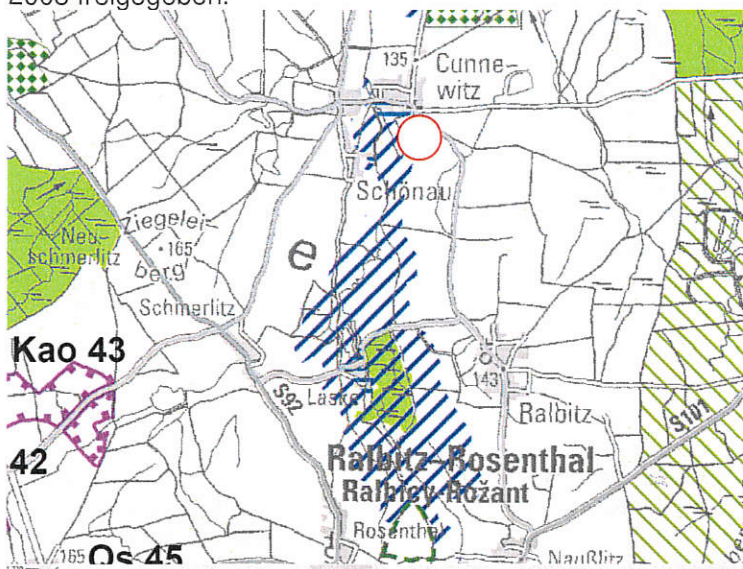 2008 freigegeben.
135
Cunne-
witz
Schönau
Ziegelei-
berg
165
Neu-
schmerlitz
e
Schmerlitz
Kao 43
S92
Laske
143
Ralbitz
S101
42
Ralbitz-Rosenthal
Ralbicy-Rožant
Rosenthal
165
Os 45
Naußlitz